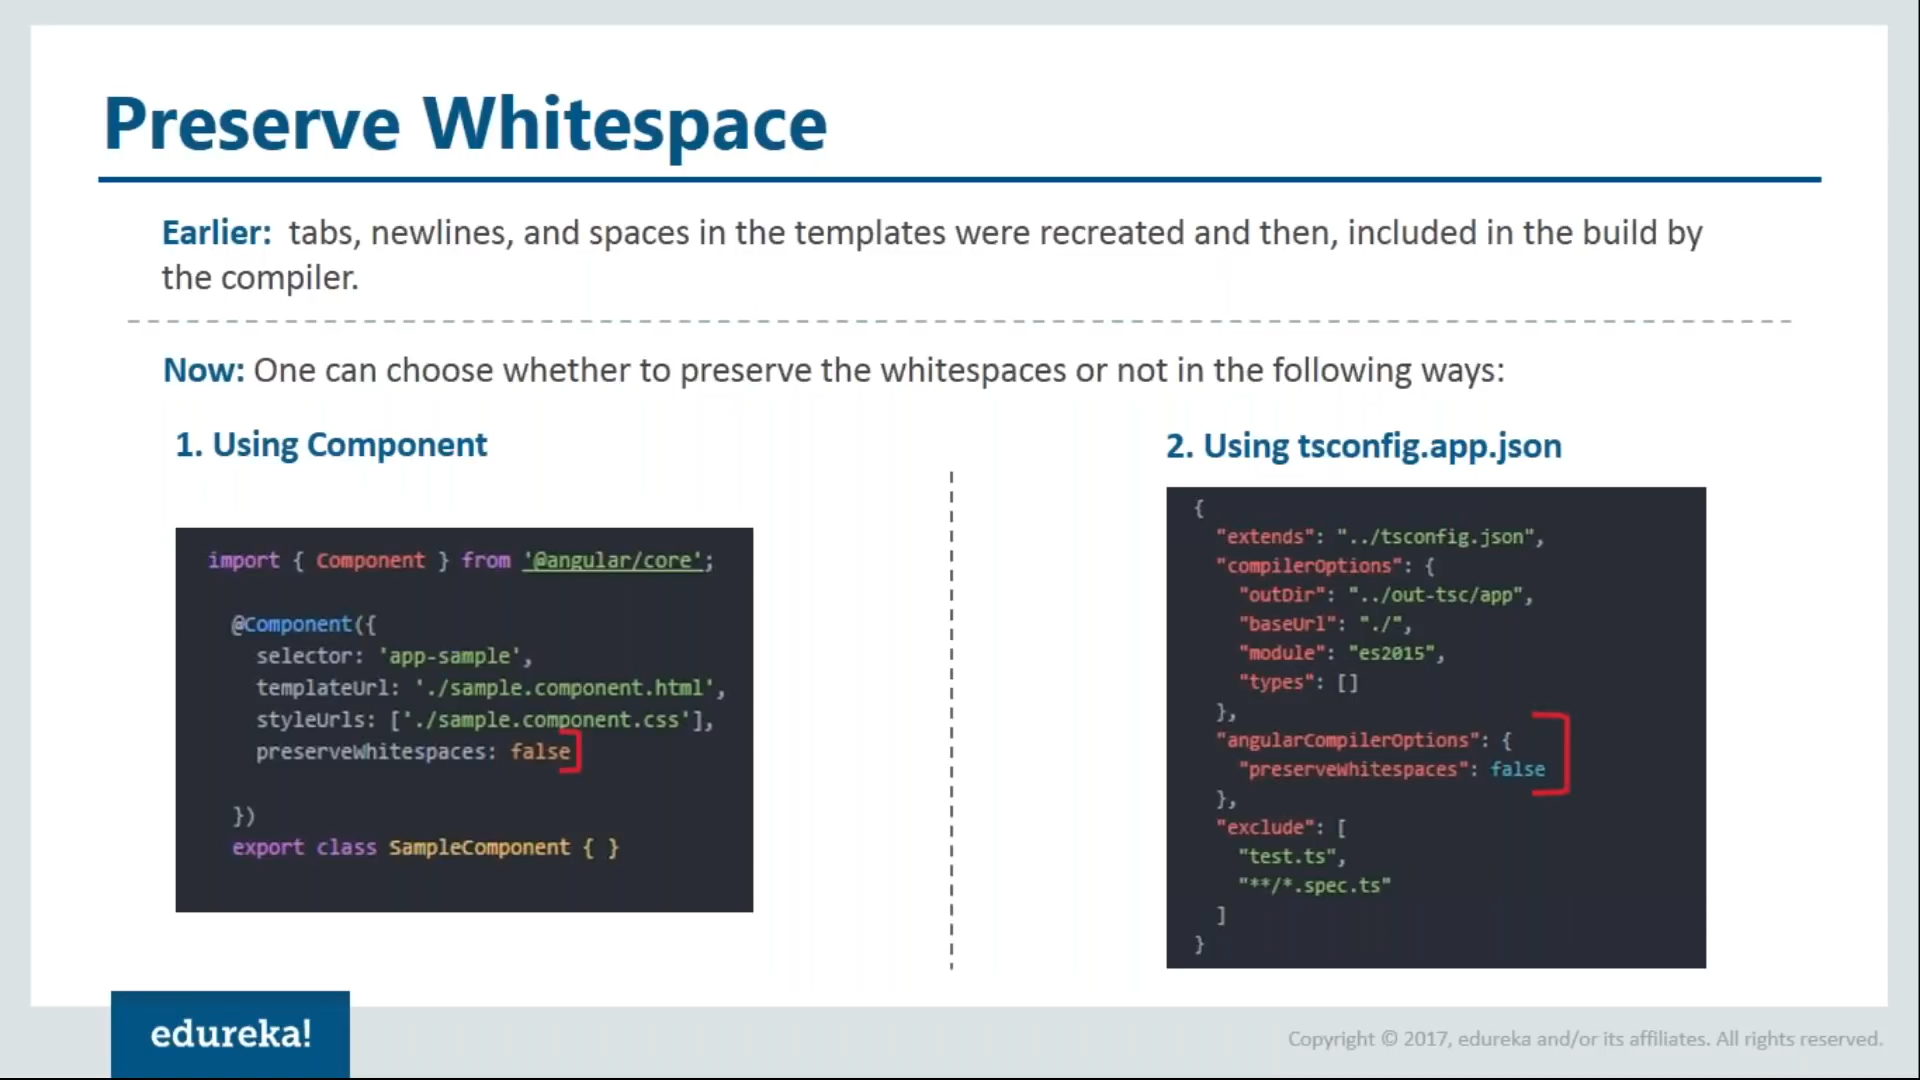 Preserve Whitespace
Earlier: tabs, newlines, and spaces in the templates were recreated and then, included in the build by
the compiler.
Now: One can choose whether to preserve the whitespaces or not in the following ways:
1. Using Component
import { Component } from '@angular/core';
@Component({
selector: 'app-sample',
templateUrl: './sample.component.html',
styleUrls: ['./sample.component.css'],
preserveWhitespaces: false
})
export class SampleComponent { }
2. Using tsconfig.app.json
{
"extends": "../tsconfig.json",
"compilerOptions": {
"outDir": "../out-tsc/app",
"baseUrl": "./",
"module": "es2015",
"types": []
},
"angularCompilerOptions": {
"preserveWhitespaces": false
},
"exclude": [
"test.ts",
"**/*.spec.ts"
]
}
edureka!
Copyright © 2017, edureka and/or its affiliates. All rights reserved.